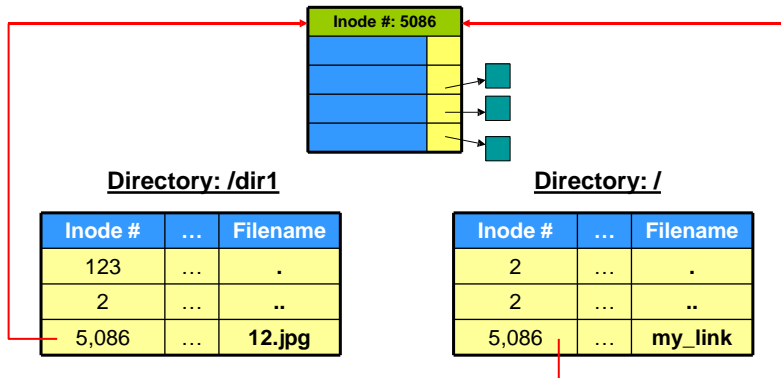 Inode #: 5086
Directory: /dir1
Inode # … Filename
123 … .
2 … ..
5,086 … 12.jpg
Directory: /
Inode # … Filename
2 … .
2 … ..
5,086 … my_link